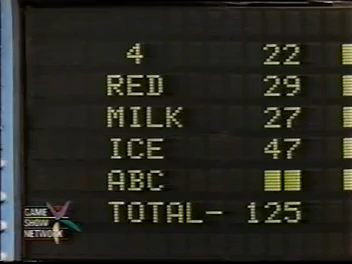 4 22
RED 29
MILK 27
ICE 47
ABC
TOTAL- 125
GAME
SHOW
NETWORK